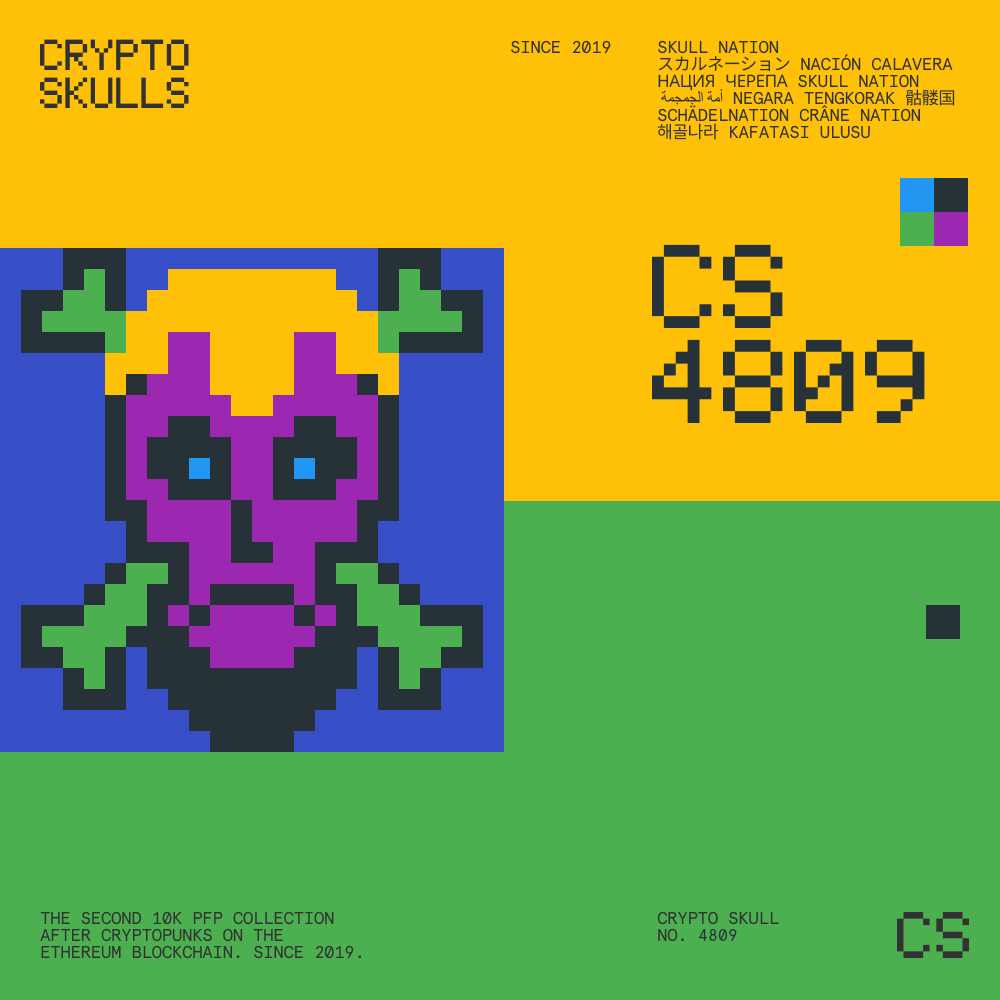 CRYPTO
SKULLS
SINCE 2019
SKULL NATION
スカルネーション NACIÓN CALAVERA
НАЦИЯ ЧЕРЕПА SKULL NATION
أمة الجمجمة NEGARA TENGKORAK 骷髅国
SCHÄDELNATION CRÂNE NATION
해골나라 KAFATASI ULUSU
CS
4809
THE SECOND 10K PFP COLLECTION
AFTER CRYPTOPUNKS ON THE
ETHEREUM BLOCKCHAIN. SINCE 2019.
CRYPTO SKULL
NO. 4809
CS